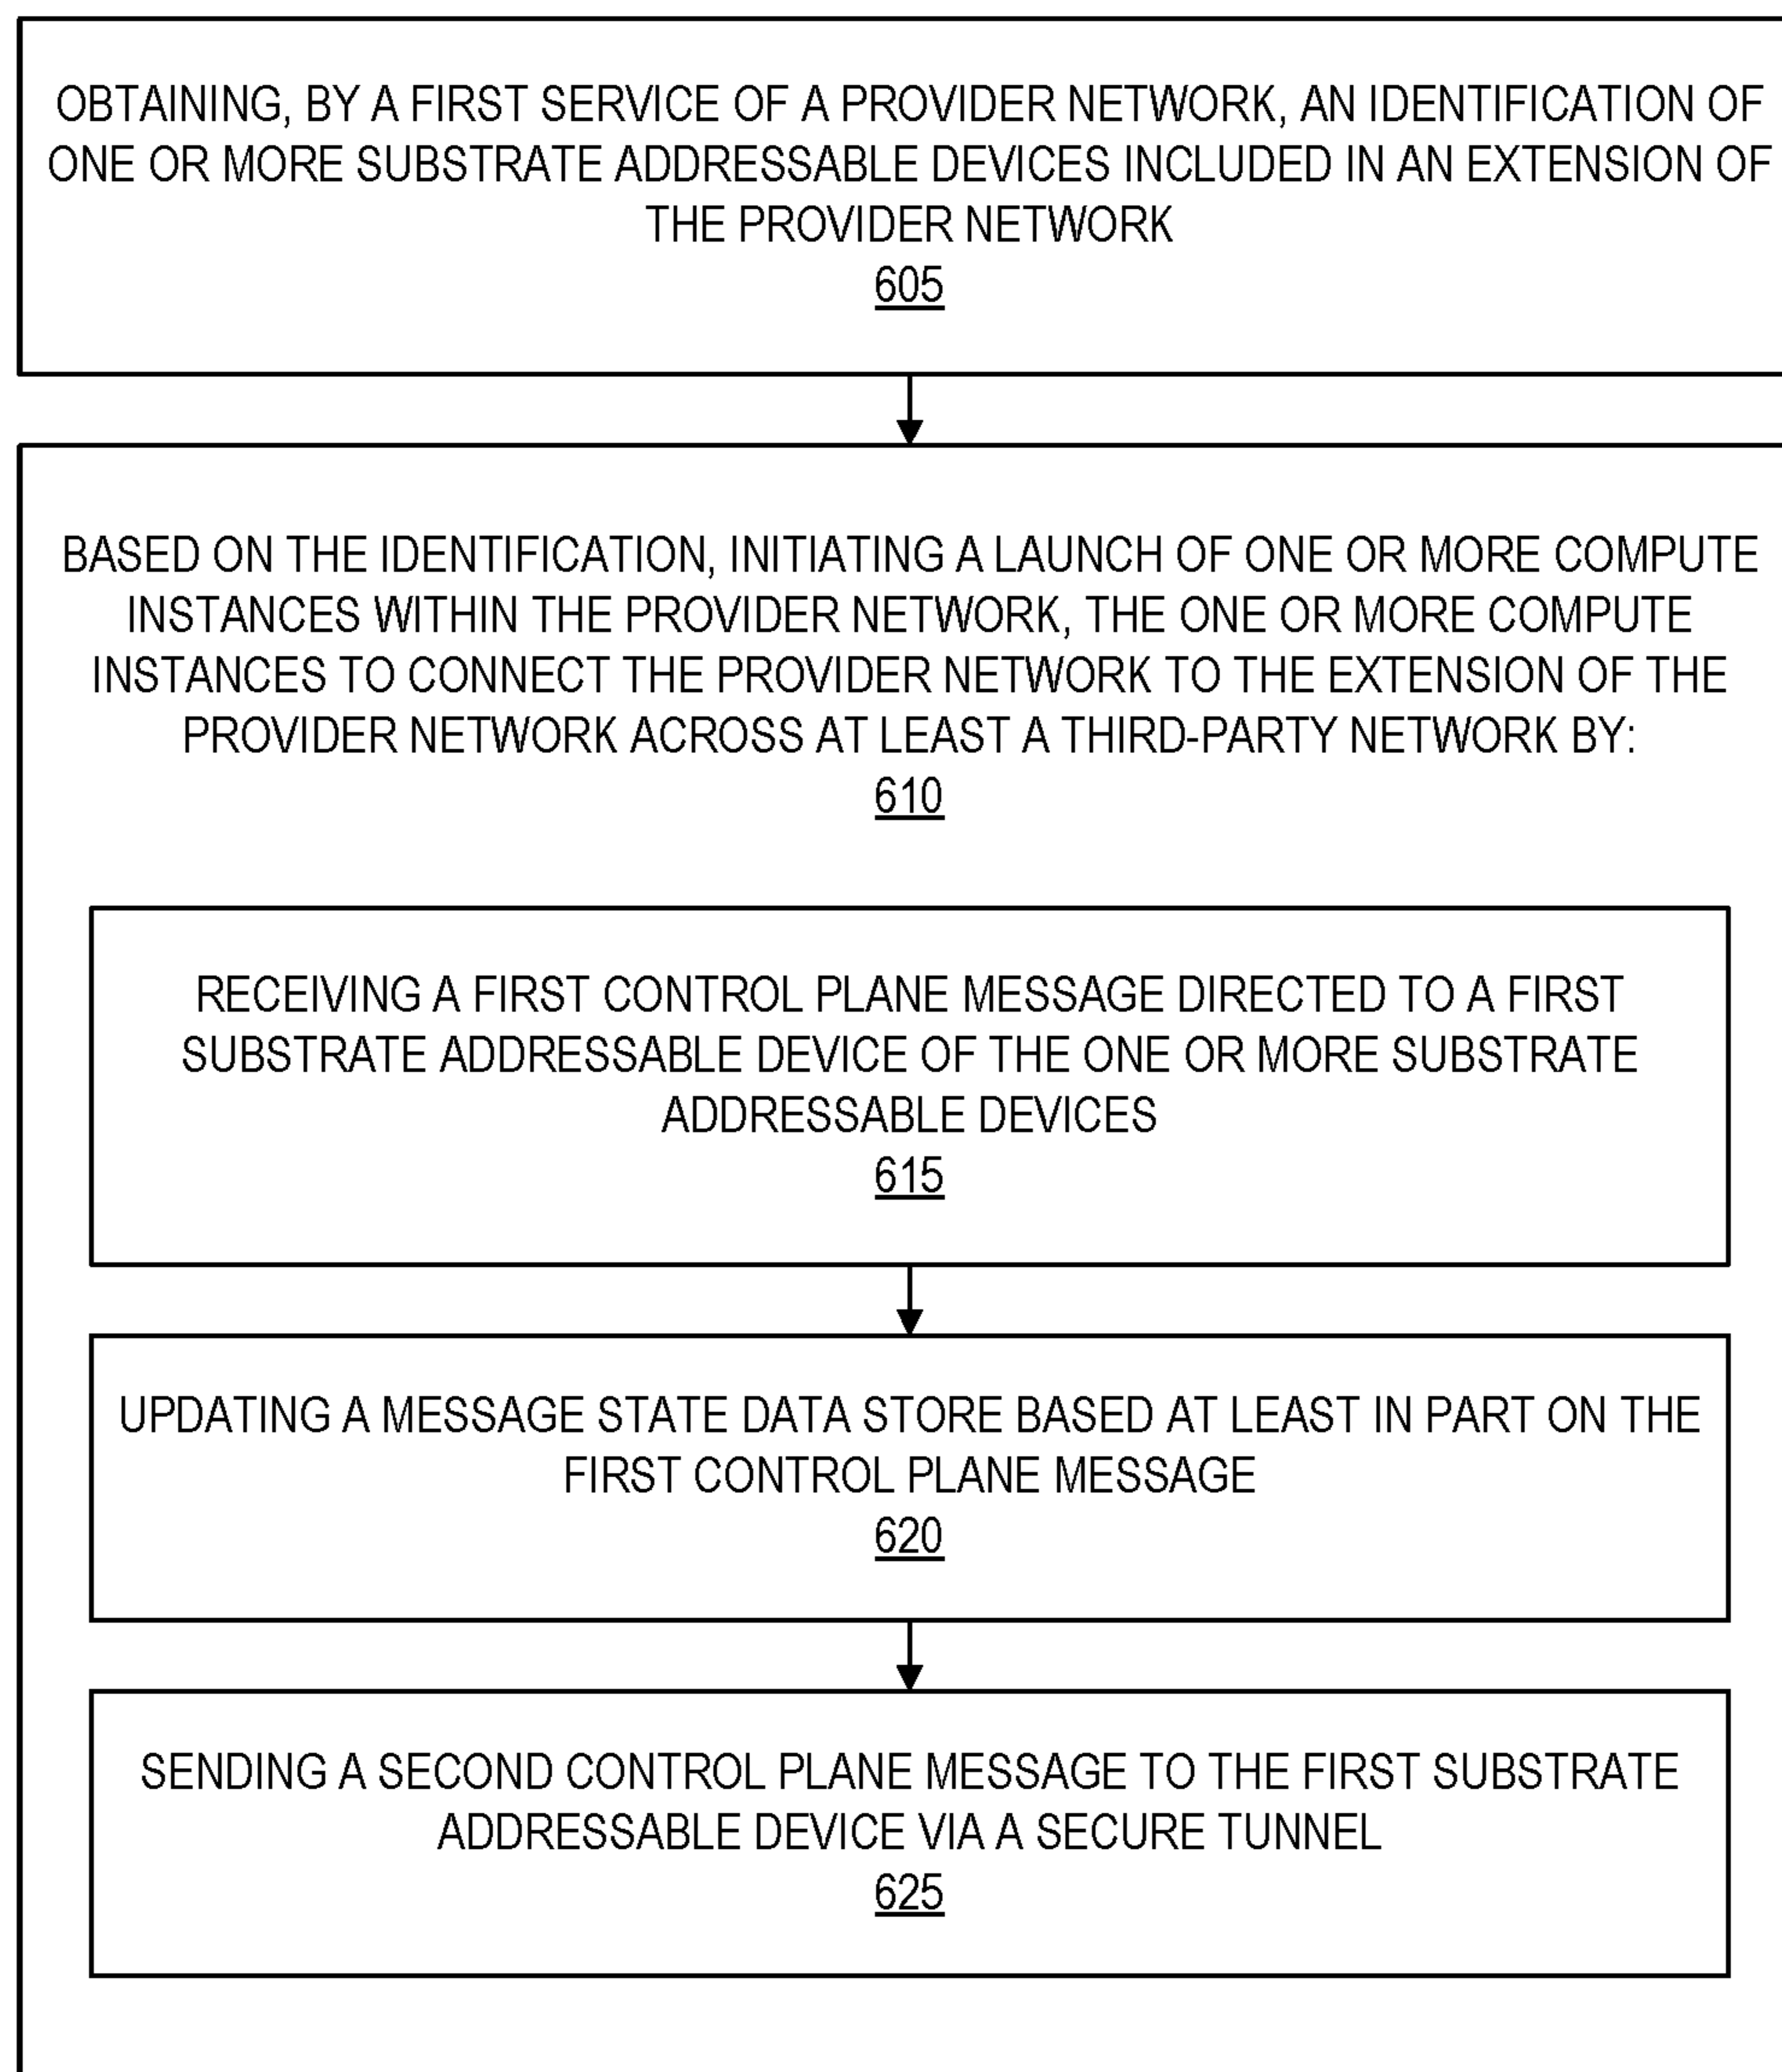 OBTAINING, BY A FIRST SERVICE OF A PROVIDER NETWORK, AN IDENTIFICATION OF
ONE OR MORE SUBSTRATE ADDRESSABLE DEVICES INCLUDED IN AN EXTENSION OF
THE PROVIDER NETWORK
605
BASED ON THE IDENTIFICATION, INITIATING A LAUNCH OF ONE OR MORE COMPUTE
INSTANCES WITHIN THE PROVIDER NETWORK, THE ONE OR MORE COMPUTE
INSTANCES TO CONNECT THE PROVIDER NETWORK TO THE EXTENSION OF THE
PROVIDER NETWORK ACROSS AT LEAST A THIRD-PARTY NETWORK BY:
610
RECEIVING A FIRST CONTROL PLANE MESSAGE DIRECTED TO A FIRST
SUBSTRATE ADDRESSABLE DEVICE OF THE ONE OR MORE SUBSTRATE
ADDRESSABLE DEVICES
615
UPDATING A MESSAGE STATE DATA STORE BASED AT LEAST IN PART ON THE
FIRST CONTROL PLANE MESSAGE
620
SENDING A SECOND CONTROL PLANE MESSAGE TO THE FIRST SUBSTRATE
ADDRESSABLE DEVICE VIA A SECURE TUNNEL
625